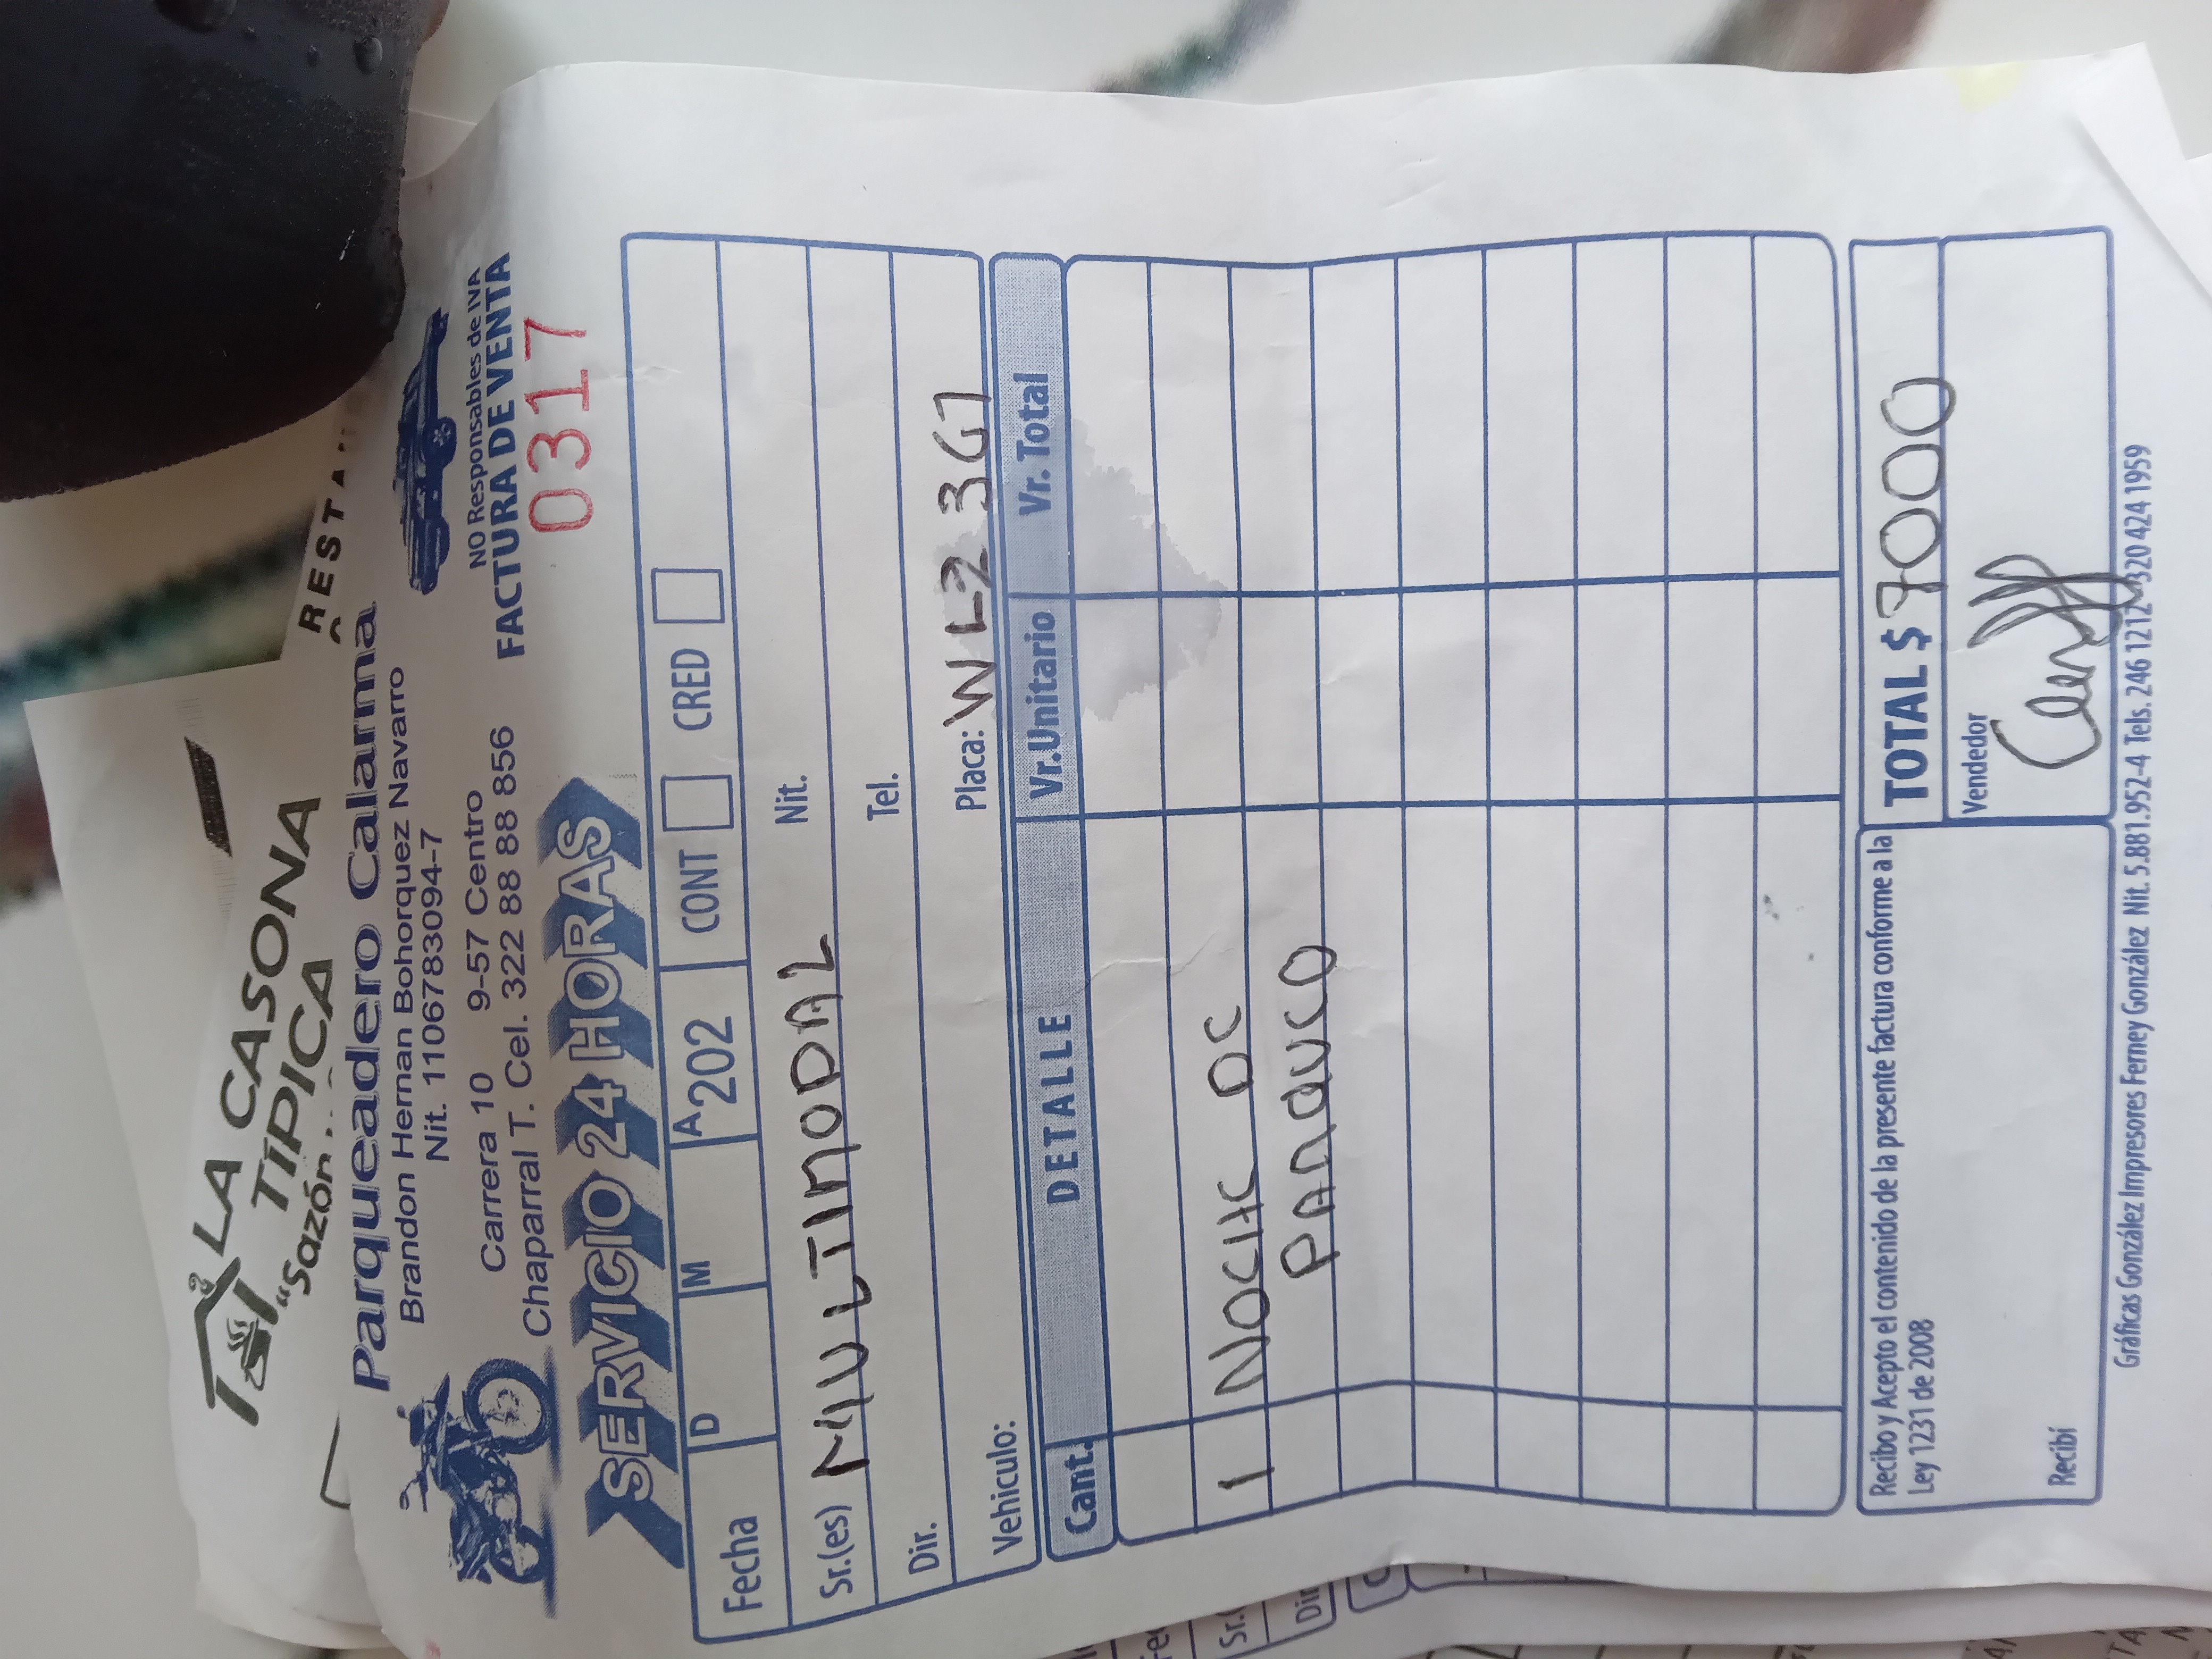 LA CASONA
TÍPICA
"Sazón
RESTA
Parqueadero Calarma
Brandon Hernan Bohorquez Navarro
Nit. 1106783094-7
Carrera 10 9-57 Centro
Chaparral T. Cel. 322 88 88 856
SERVICIO 24 HORAS
NO Responsables de IVA
FACTURA DE VENTA
0317
Fecha D M A 202 CONT CRED
Sr.(es) MULTIMODAL Nit.
Dir. Tel.
Vehiculo: Placa: WLZ 367
Cant. DETALLE Vr.Unitario Vr. Total
1 NOCHE DE
PARQUEO
Recibo y Acepto el contenido de la presente factura conforme a la
Ley 1231 de 2008
Recibí
TOTAL $ 7000
Vendedor
Gráficas González Impresores Ferney González Nit. 5.881.952-4 Tels. 246 1212 - 320 424 1959
Sr.(
Dir